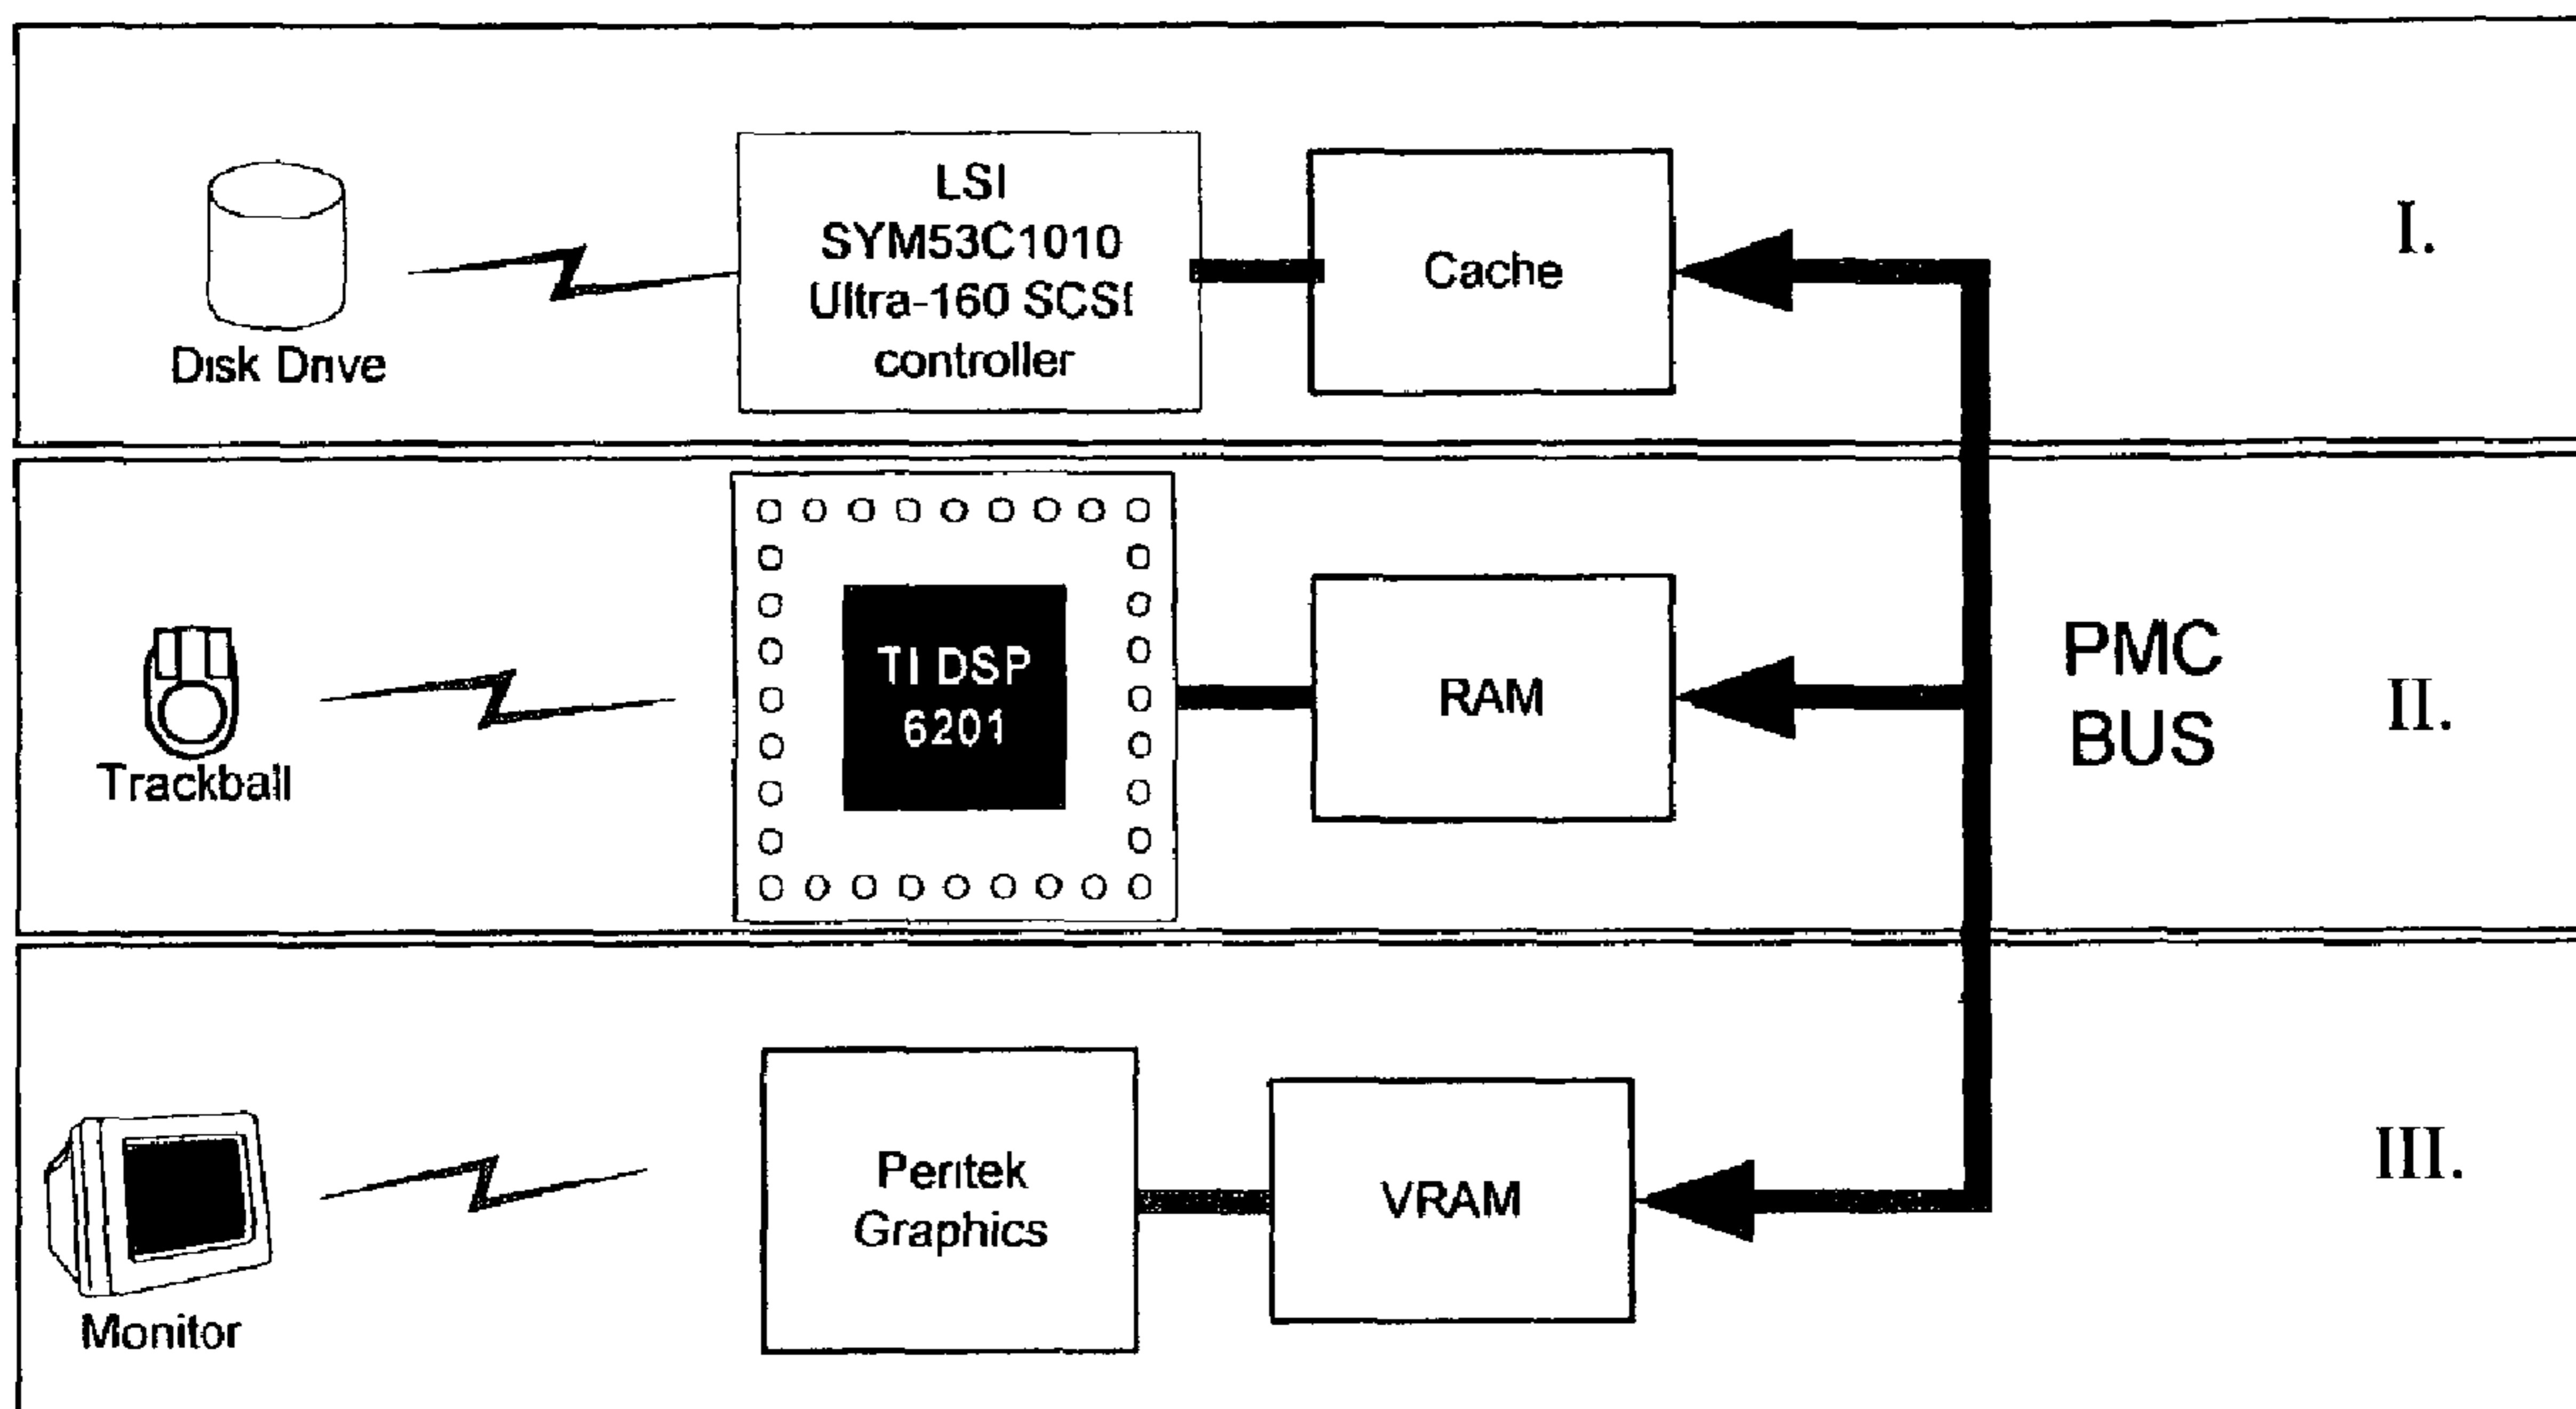 LSI
SYM53C1010
Ultra-160 SCSI
controller
Cache
I.
Disk Drive
TI DSP
6201
RAM
PMC
BUS
II.
Trackball
Peritek
Graphics
VRAM
III.
Monitor